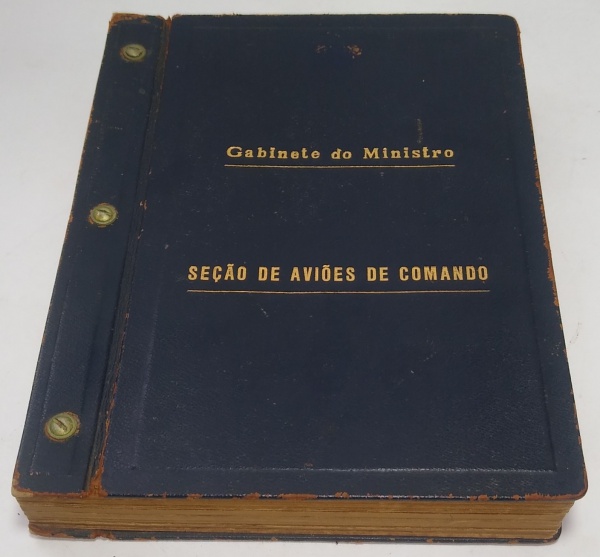 Gabinete do Ministro
SEÇÃO DE AVIÕES DE COMANDO